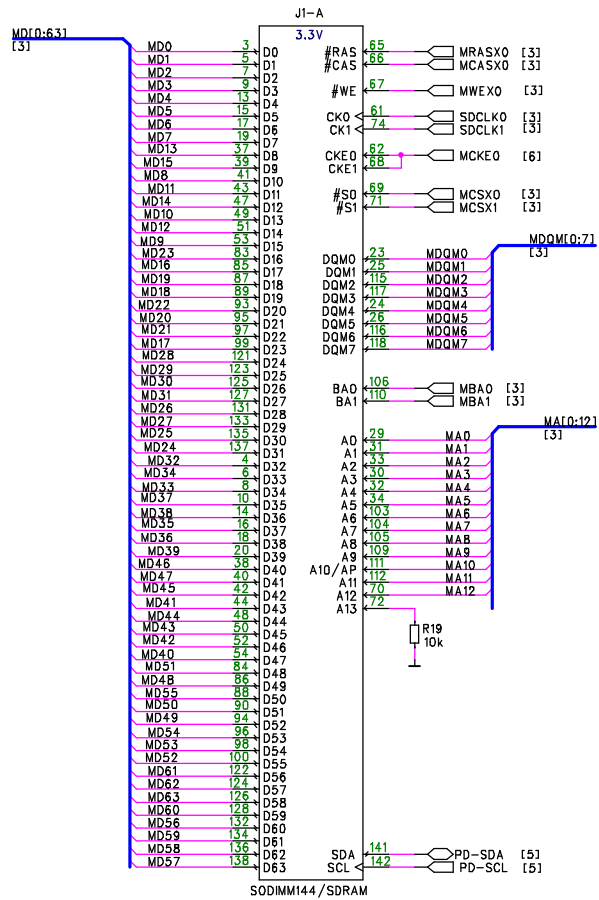 J1-A
3.3V
MD[0:63]
[3]
MD0 3 D0
MD1 5 D1
MD2 7 D2
MD3 9 D3
MD4 13 D4
MD5 15 D5
MD6 17 D6
MD7 19 D7
MD13 37 D8
MD15 39 D9
MD8 41 D10
MD11 43 D11
MD14 47 D12
MD10 49 D13
MD12 51 D14
MD9 53 D15
MD23 83 D16
MD16 85 D17
MD19 87 D18
MD18 89 D19
MD22 93 D20
MD20 95 D21
MD21 97 D22
MD17 99 D23
MD28 121 D24
MD29 123 D25
MD30 125 D26
MD31 127 D27
MD26 131 D28
MD27 133 D29
MD25 135 D30
MD24 137 D31
MD32 4 D32
MD34 6 D33
MD33 8 D34
MD37 10 D35
MD38 14 D36
MD35 16 D37
MD36 18 D38
MD39 20 D39
MD46 38 D40
MD47 40 D41
MD45 42 D42
MD41 44 D43
MD44 48 D44
MD43 50 D45
MD42 52 D46
MD40 54 D47
MD51 84 D48
MD48 86 D49
MD55 88 D50
MD50 90 D51
MD49 94 D52
MD54 96 D53
MD53 98 D54
MD52 100 D55
MD61 122 D56
MD62 124 D57
MD63 126 D58
MD60 128 D59
MD56 132 D60
MD59 134 D61
MD58 136 D62
MD57 138 D63
#RAS 65 MRASX0 [3]
#CAS 66 MCASX0 [3]
#WE 67 MWEX0 [3]
CK0 61 SDCLK0 [3]
CK1 74 SDCLK1 [3]
CKE0 62 MCKE0 [6]
CKE1 68
#S0 69 MCSX0 [3]
#S1 71 MCSX1 [3]
MDQM[0:7]
[3]
DQM0 23 MDQM0
DQM1 25 MDQM1
DQM2 115 MDQM2
DQM3 117 MDQM3
DQM4 24 MDQM4
DQM5 26 MDQM5
DQM6 116 MDQM6
DQM7 118 MDQM7
BA0 106 MBA0 [3]
BA1 110 MBA1 [3]
MA[0:12]
[3]
A0 29 MA0
A1 31 MA1
A2 33 MA2
A3 30 MA3
A4 32 MA4
A5 34 MA5
A6 103 MA6
A7 104 MA7
A8 105 MA8
A9 109 MA9
A10/AP 111 MA10
A11 112 MA11
A12 70 MA12
A13 72
R19
10k
SDA 141 PD-SDA [5]
SCL 142 PD-SCL [5]
SODIMM144/SDRAM